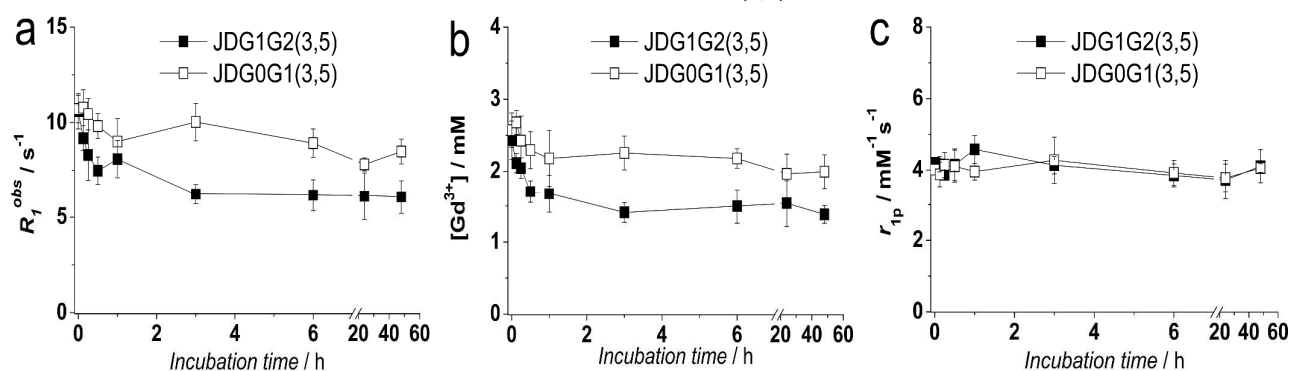 a
15
10
5
0
R₁ᵒᵇˢ / s⁻¹
JDG1G2(3,5)
JDG0G1(3,5)
0 2 4 6 20 40 60
Incubation time / h
b
4
3
2
1
0
[Gd³⁺] / mM
JDG1G2(3,5)
JDG0G1(3,5)
0 2 4 6 20 40 60
Incubation time / h
c
8
6
4
2
0
r₁ₚ / mM⁻¹s⁻¹
JDG1G2(3,5)
JDG0G1(3,5)
0 2 4 6 20 40 60
Incubation time / h